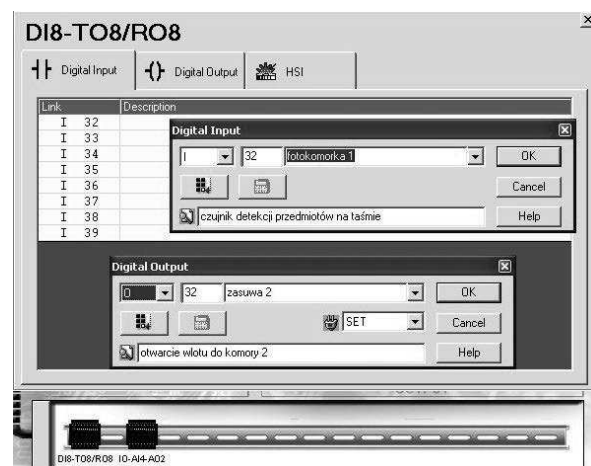 DI8-TO8/RO8
Digital Input Digital Output HSI
Link Description
I 32
I 33
I 34
I 35
I 36
I 37
I 38
I 39
Digital Input
I 32 fotokomorka 1 OK
Cancel
czujnik detekcji przedmiotów na taśmie Help
Digital Output
O 32 zasuwa 2 OK
SET Cancel
otwarcie wlotu do komory 2 Help
DI8-TO8/RO8 IO-AI4-AO2